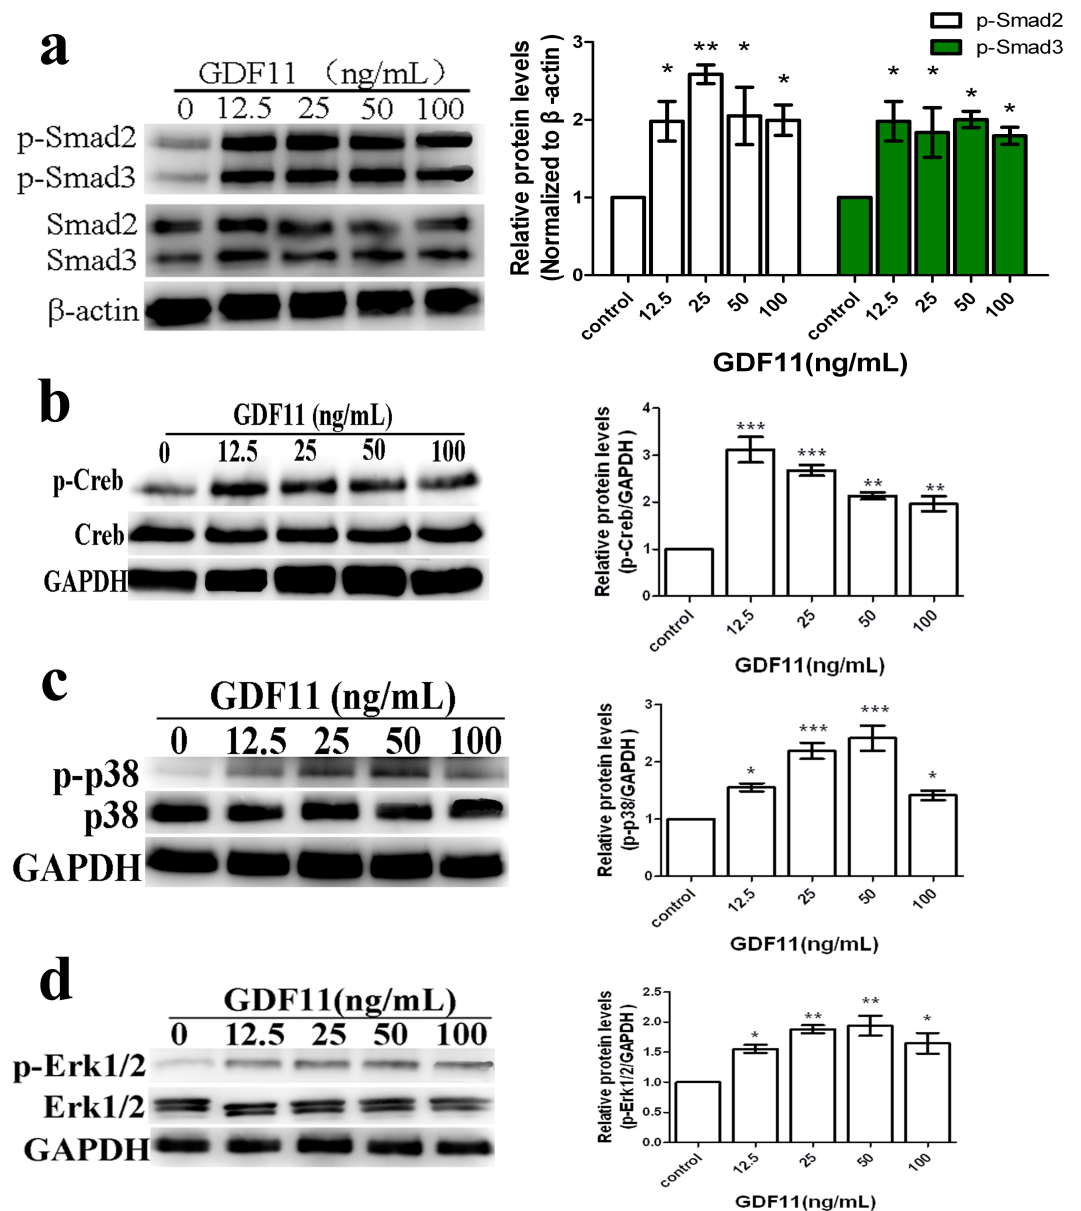 a
GDF11 (ng/mL)
0 12.5 25 50 100
p-Smad2
p-Smad3
Smad2
Smad3
β-actin
p-Smad2
p-Smad3
Relative protein levels
(Normalized to β -actin )
3
2
1
0
* ** * * * * * *
control 12.5 25 50 100 control 12.5 25 50 100
GDF11(ng/mL)
b
GDF11 (ng/mL)
0 12.5 25 50 100
p-Creb
Creb
GAPDH
Relative protein levels
(p-Creb/GAPDH )
4
3
2
1
0
*** *** ** **
control 12.5 25 50 100
GDF11(ng/mL)
c
GDF11 (ng/mL)
0 12.5 25 50 100
p-p38
p38
GAPDH
Relative protein levels
(p-p38/GAPDH )
3
2
1
0
* *** *** *
control 12.5 25 50 100
GDF11(ng/mL)
d
GDF11(ng/mL)
0 12.5 25 50 100
p-Erk1/2
Erk1/2
GAPDH
Relative protein levels
(p-Erk1/2/GAPDH )
2.5
2.0
1.5
1.0
0.5
0.0
* ** ** *
control 12.5 25 50 100
GDF11(ng/mL)